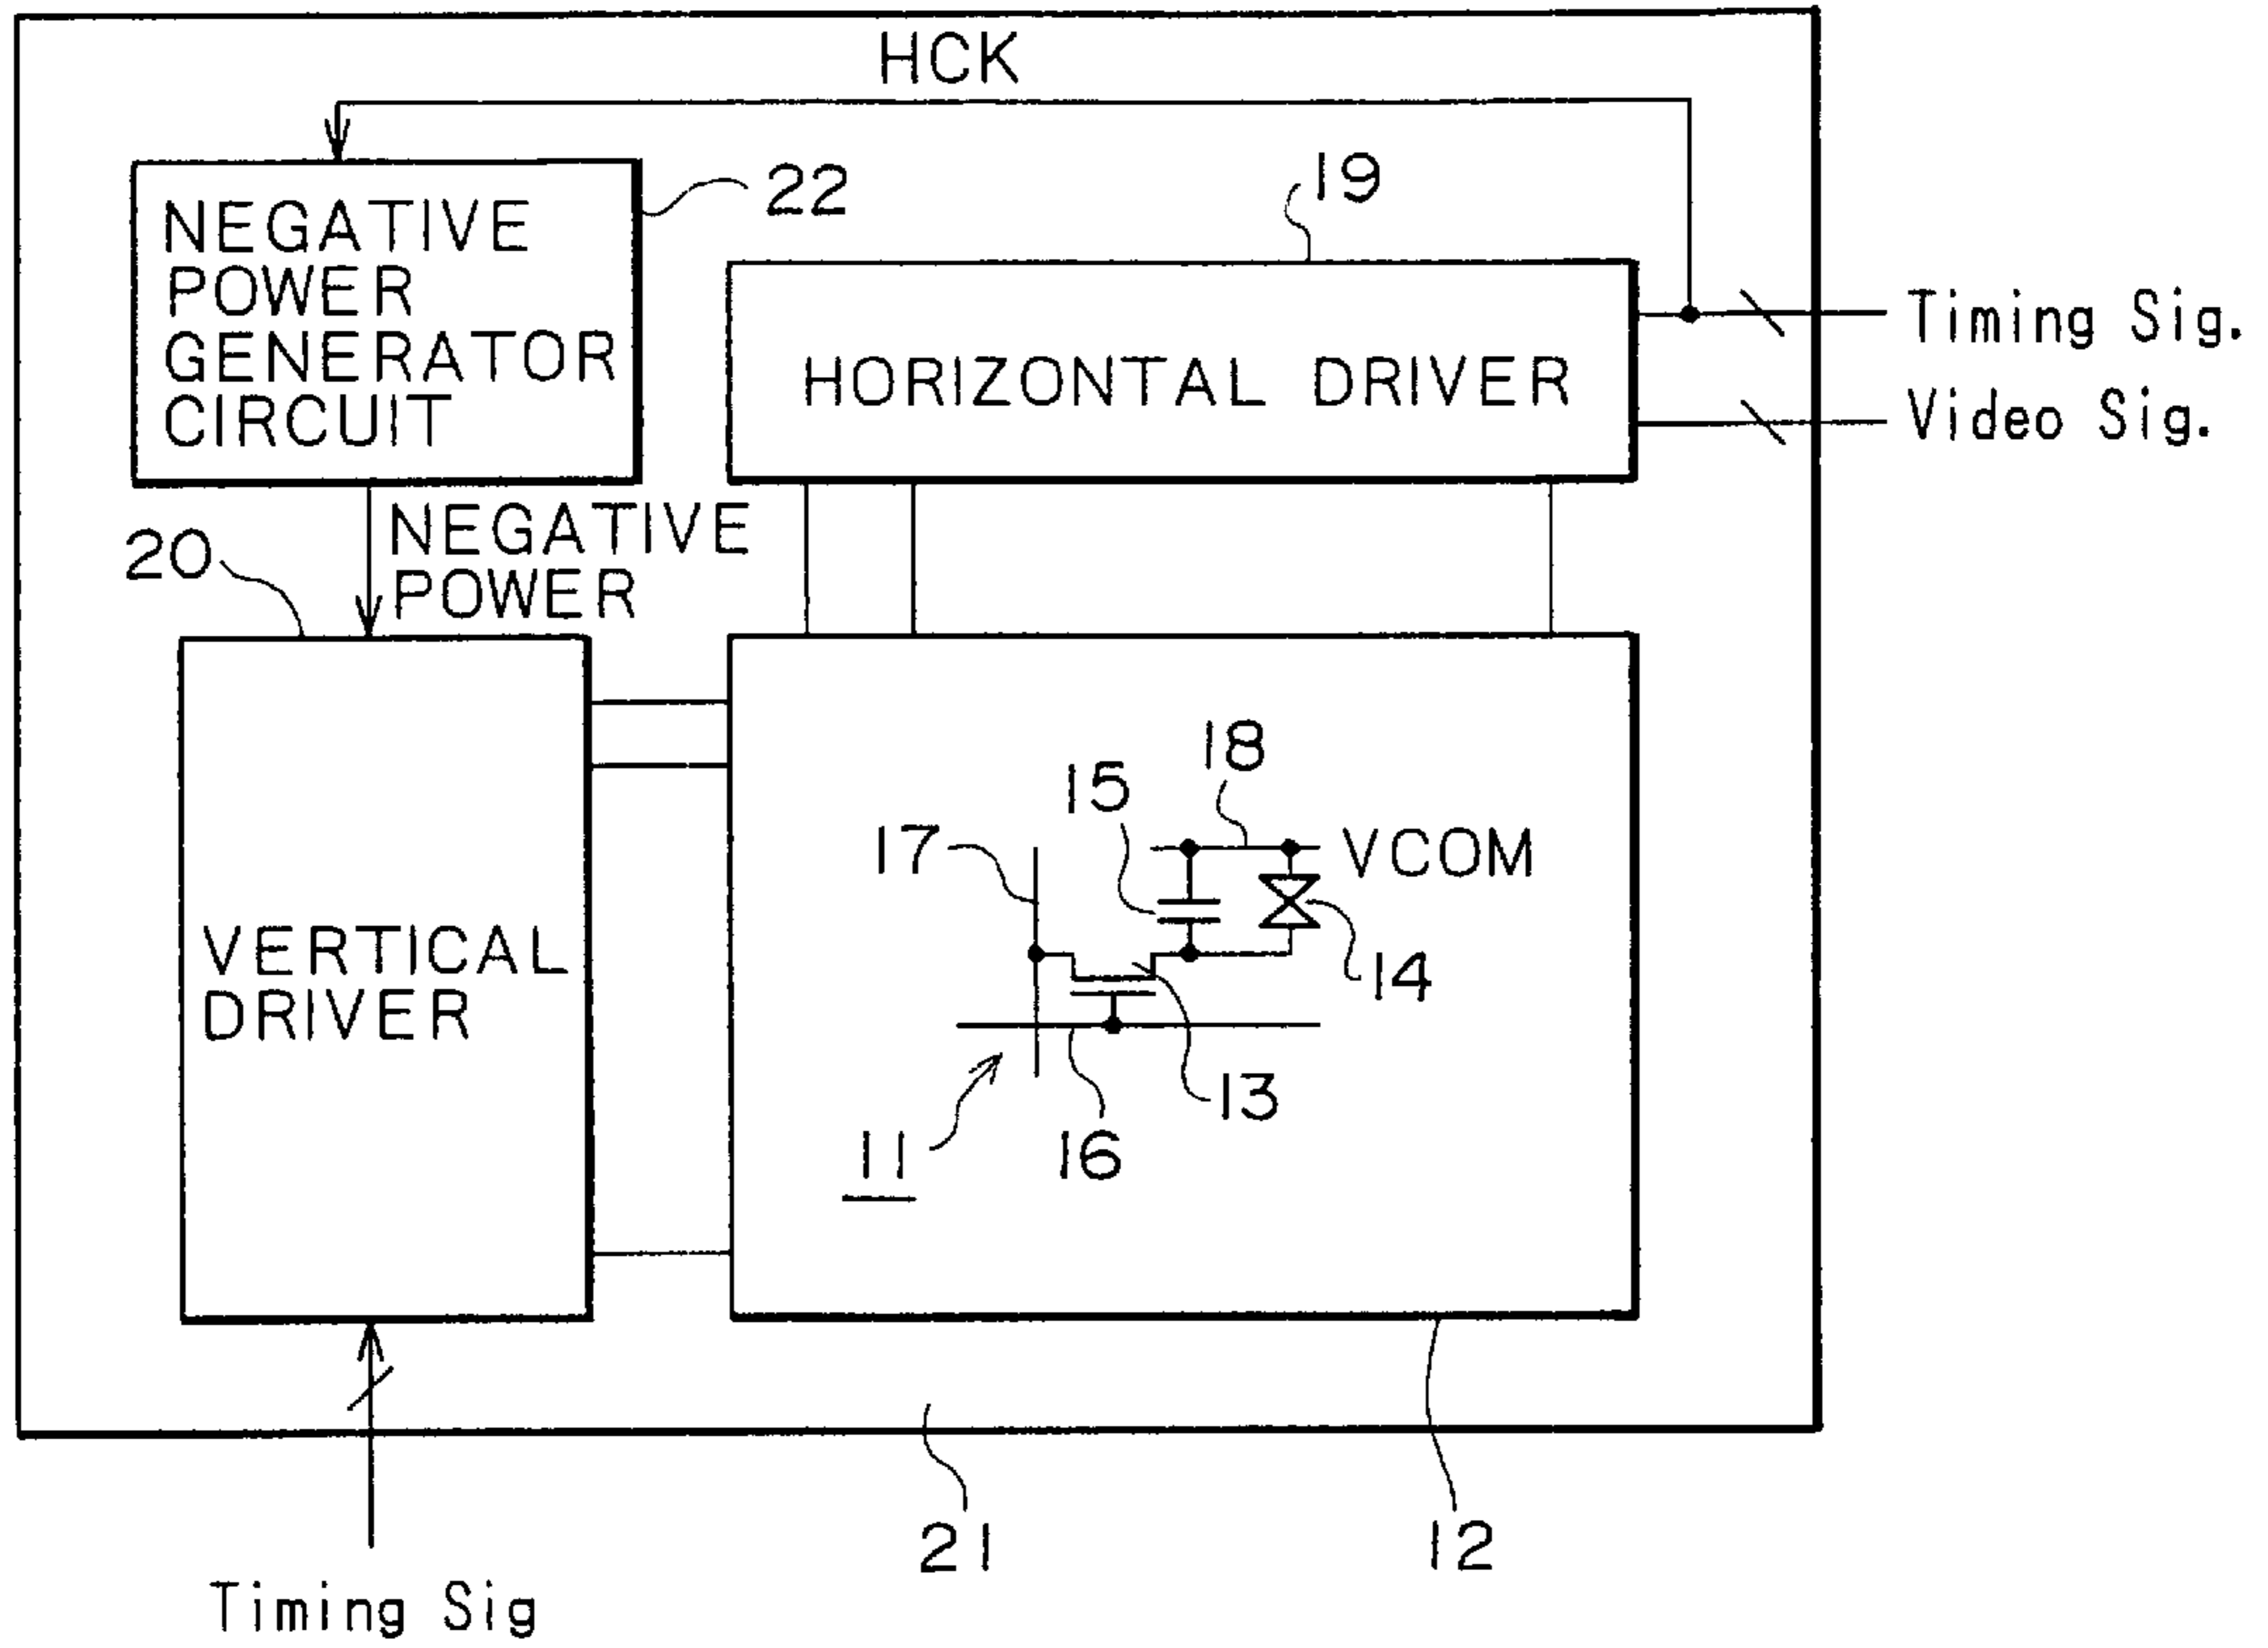 HCK
22
19
NEGATIVE
POWER
GENERATOR
CIRCUIT
Timing Sig.
HORIZONTAL DRIVER
Video Sig.
20
NEGATIVE
POWER
18
15
17
VCOM
VERTICAL
DRIVER
14
13
11
16
21
12
Timing Sig